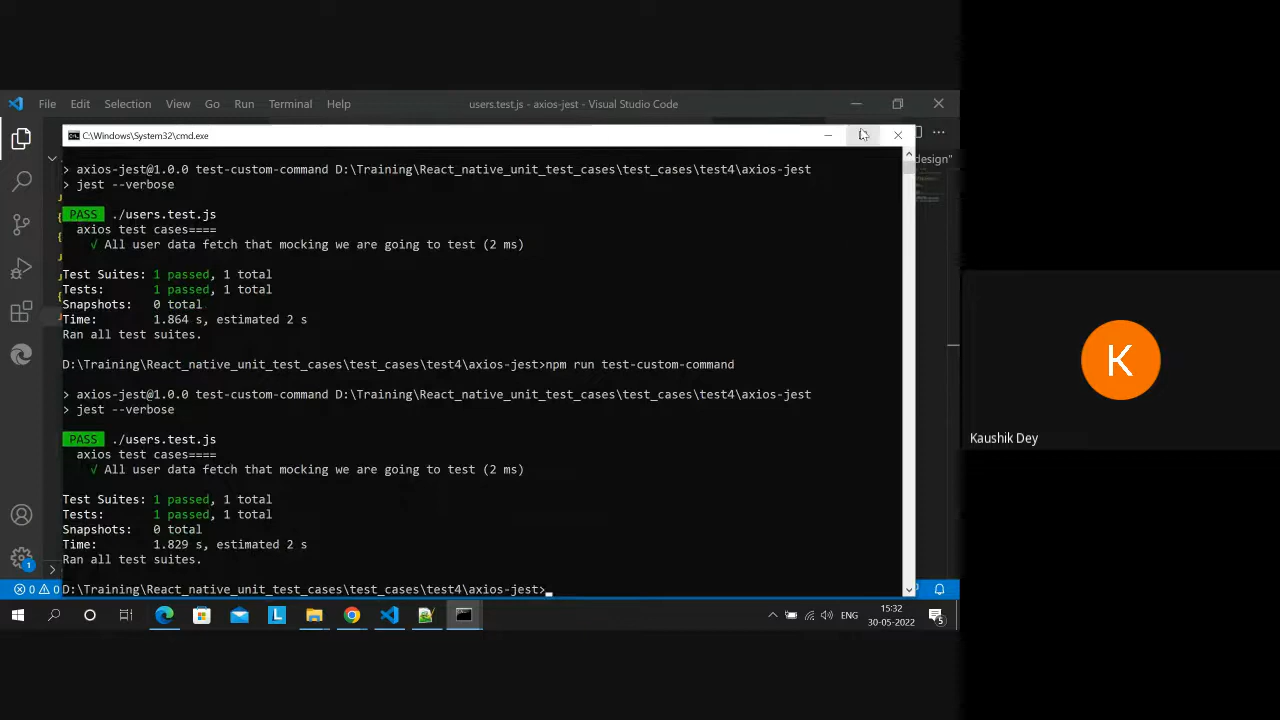 File Edit Selection View Go Run Terminal Help users.test.js - axios-jest - Visual Studio Code
C:\Windows\System32\cmd.exe
design"
> axios-jest@1.0.0 test-custom-command D:\Training\React_native_unit_test_cases\test_cases\test4\axios-jest
> jest --verbose
PASS ./users.test.js
axios test cases====
√ All user data fetch that mocking we are going to test (2 ms)
Test Suites: 1 passed, 1 total
Tests: 1 passed, 1 total
Snapshots: 0 total
Time: 1.864 s, estimated 2 s
Ran all test suites.
D:\Training\React_native_unit_test_cases\test_cases\test4\axios-jest>npm run test-custom-command
> axios-jest@1.0.0 test-custom-command D:\Training\React_native_unit_test_cases\test_cases\test4\axios-jest
> jest --verbose
PASS ./users.test.js
axios test cases====
√ All user data fetch that mocking we are going to test (2 ms)
Test Suites: 1 passed, 1 total
Tests: 1 passed, 1 total
Snapshots: 0 total
Time: 1.829 s, estimated 2 s
Ran all test suites.
D:\Training\React_native_unit_test_cases\test_cases\test4\axios-jest>
1
0 0
L
ENG
15:32
30-05-2022
5
K
Kaushik Dey